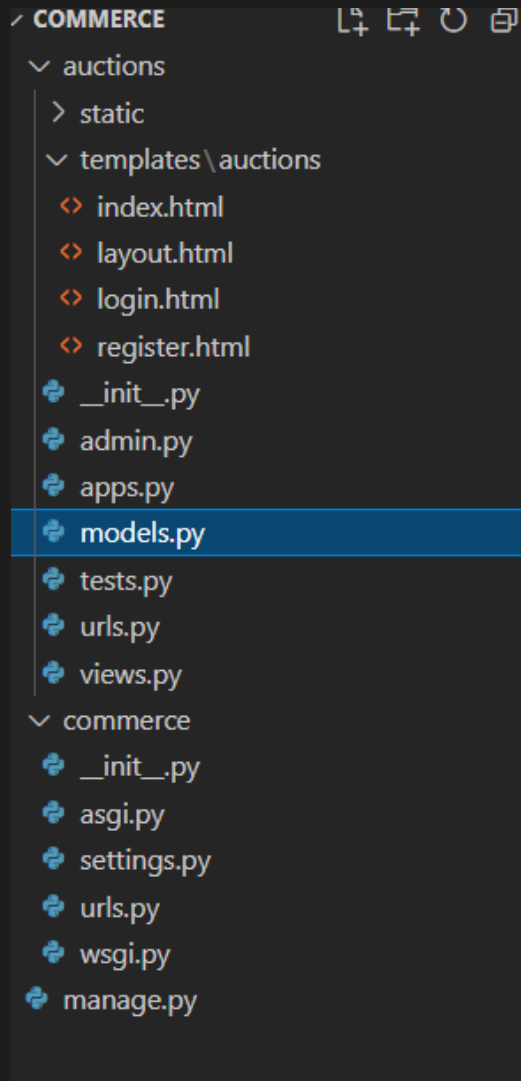 COMMERCE
auctions
static
templates\auctions
index.html
layout.html
login.html
register.html
__init__.py
admin.py
apps.py
models.py
tests.py
urls.py
views.py
commerce
__init__.py
asgi.py
settings.py
urls.py
wsgi.py
manage.py